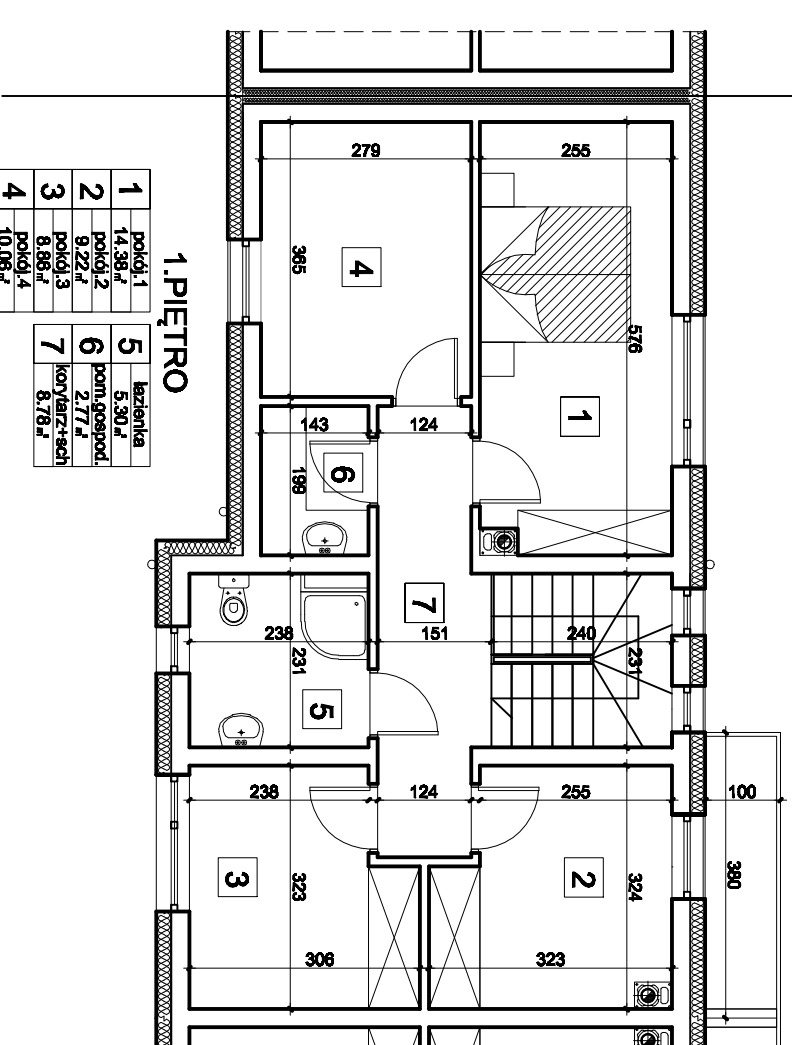 1.PIĘTRO
1 pokój.1
14.38m²
2 pokój.2
9.22m²
3 pokój.3
8.86m²
4 pokój.4
10.06m²
5 łazienka
5.30m²
6 pom.gospod.
2.77m²
7 korytarz+sch
8.78m²
279
255
365
4
576
1
143
124
199
6
7
238
151
240
231
231
5
238
124
255
100
380
3
323
2
324
306
323